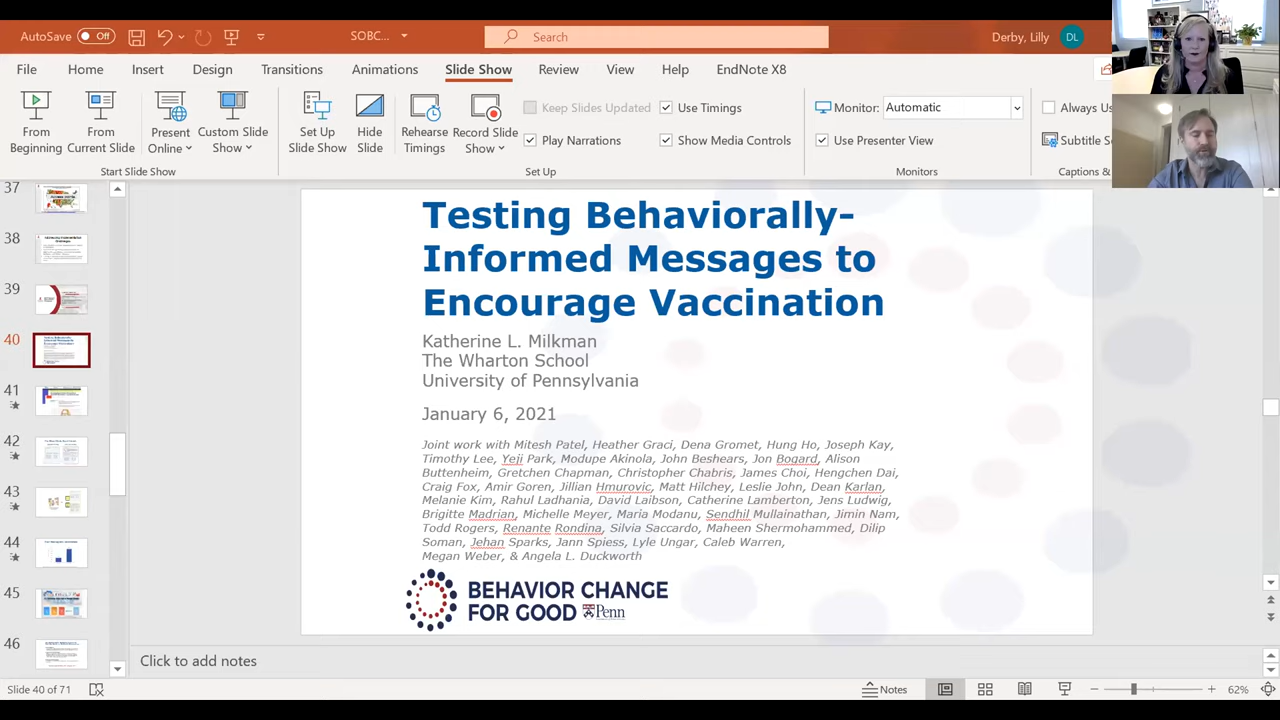 AutoSave Off
SOBC...
Search
Derby, Lilly DL
File Home Insert Design Transitions Animations Slide Show Review View Help EndNote X8
From Beginning
From Current Slide
Present Online
Custom Slide Show
Set Up Slide Show
Hide Slide
Rehearse Timings
Record Slide Show
Keep Slides Updated
Use Timings
Play Narrations
Show Media Controls
Monitor: Automatic
Use Presenter View
Always Us
Subtitle Se
Start Slide Show
Set Up
Monitors
Captions &
37
38
39
40
41
42
43
44
45
46
Testing Behaviorally-
Informed Messages to
Encourage Vaccination
Katherine L. Milkman
The Wharton School
University of Pennsylvania
January 6, 2021
Joint work with Mitesh Patel, Heather Graci, Dena Gromet, Hung Ho, Joseph Kay,
Timothy Lee, Yeji Park, Modupe Akinola, John Beshears, Jon Bogard, Alison
Buttenheim, Gretchen Chapman, Christopher Chabris, James Choi, Hengchen Dai,
Craig Fox, Amir Goren, Jillian Hmurovic, Matt Hilchey, Leslie John, Dean Karlan,
Melanie Kim, Rahul Ladhania, David Laibson, Catherine Lamberton, Jens Ludwig,
Brigitte Madrian, Michelle Meyer, Maria Modanu, Sendhil Mullainathan, Jimin Nam,
Todd Rogers, Renante Rondina, Silvia Saccardo, Maheen Shermohammed, Dilip
Soman, Jehan Sparks, Jann Spiess, Lyle Ungar, Caleb Warren,
Megan Weber, & Angela L. Duckworth
BEHAVIOR CHANGE
FOR GOOD Penn
Click to add notes
Slide 40 of 71
Notes
62%